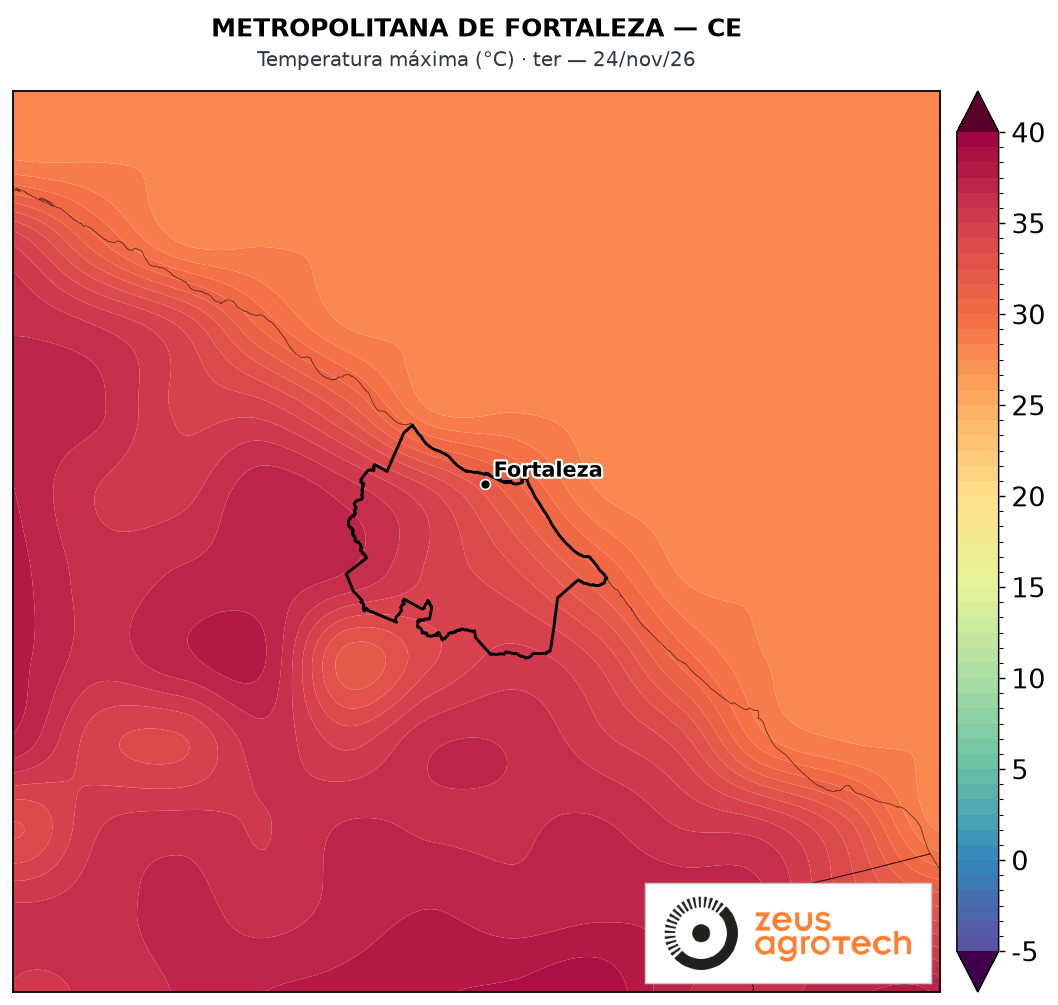 METROPOLITANA DE FORTALEZA — CE
Temperatura máxima (°C) · ter — 24/nov/26
40
35
30
25
20
15
10
5
0
-5
Fortaleza
zeus
agrotech